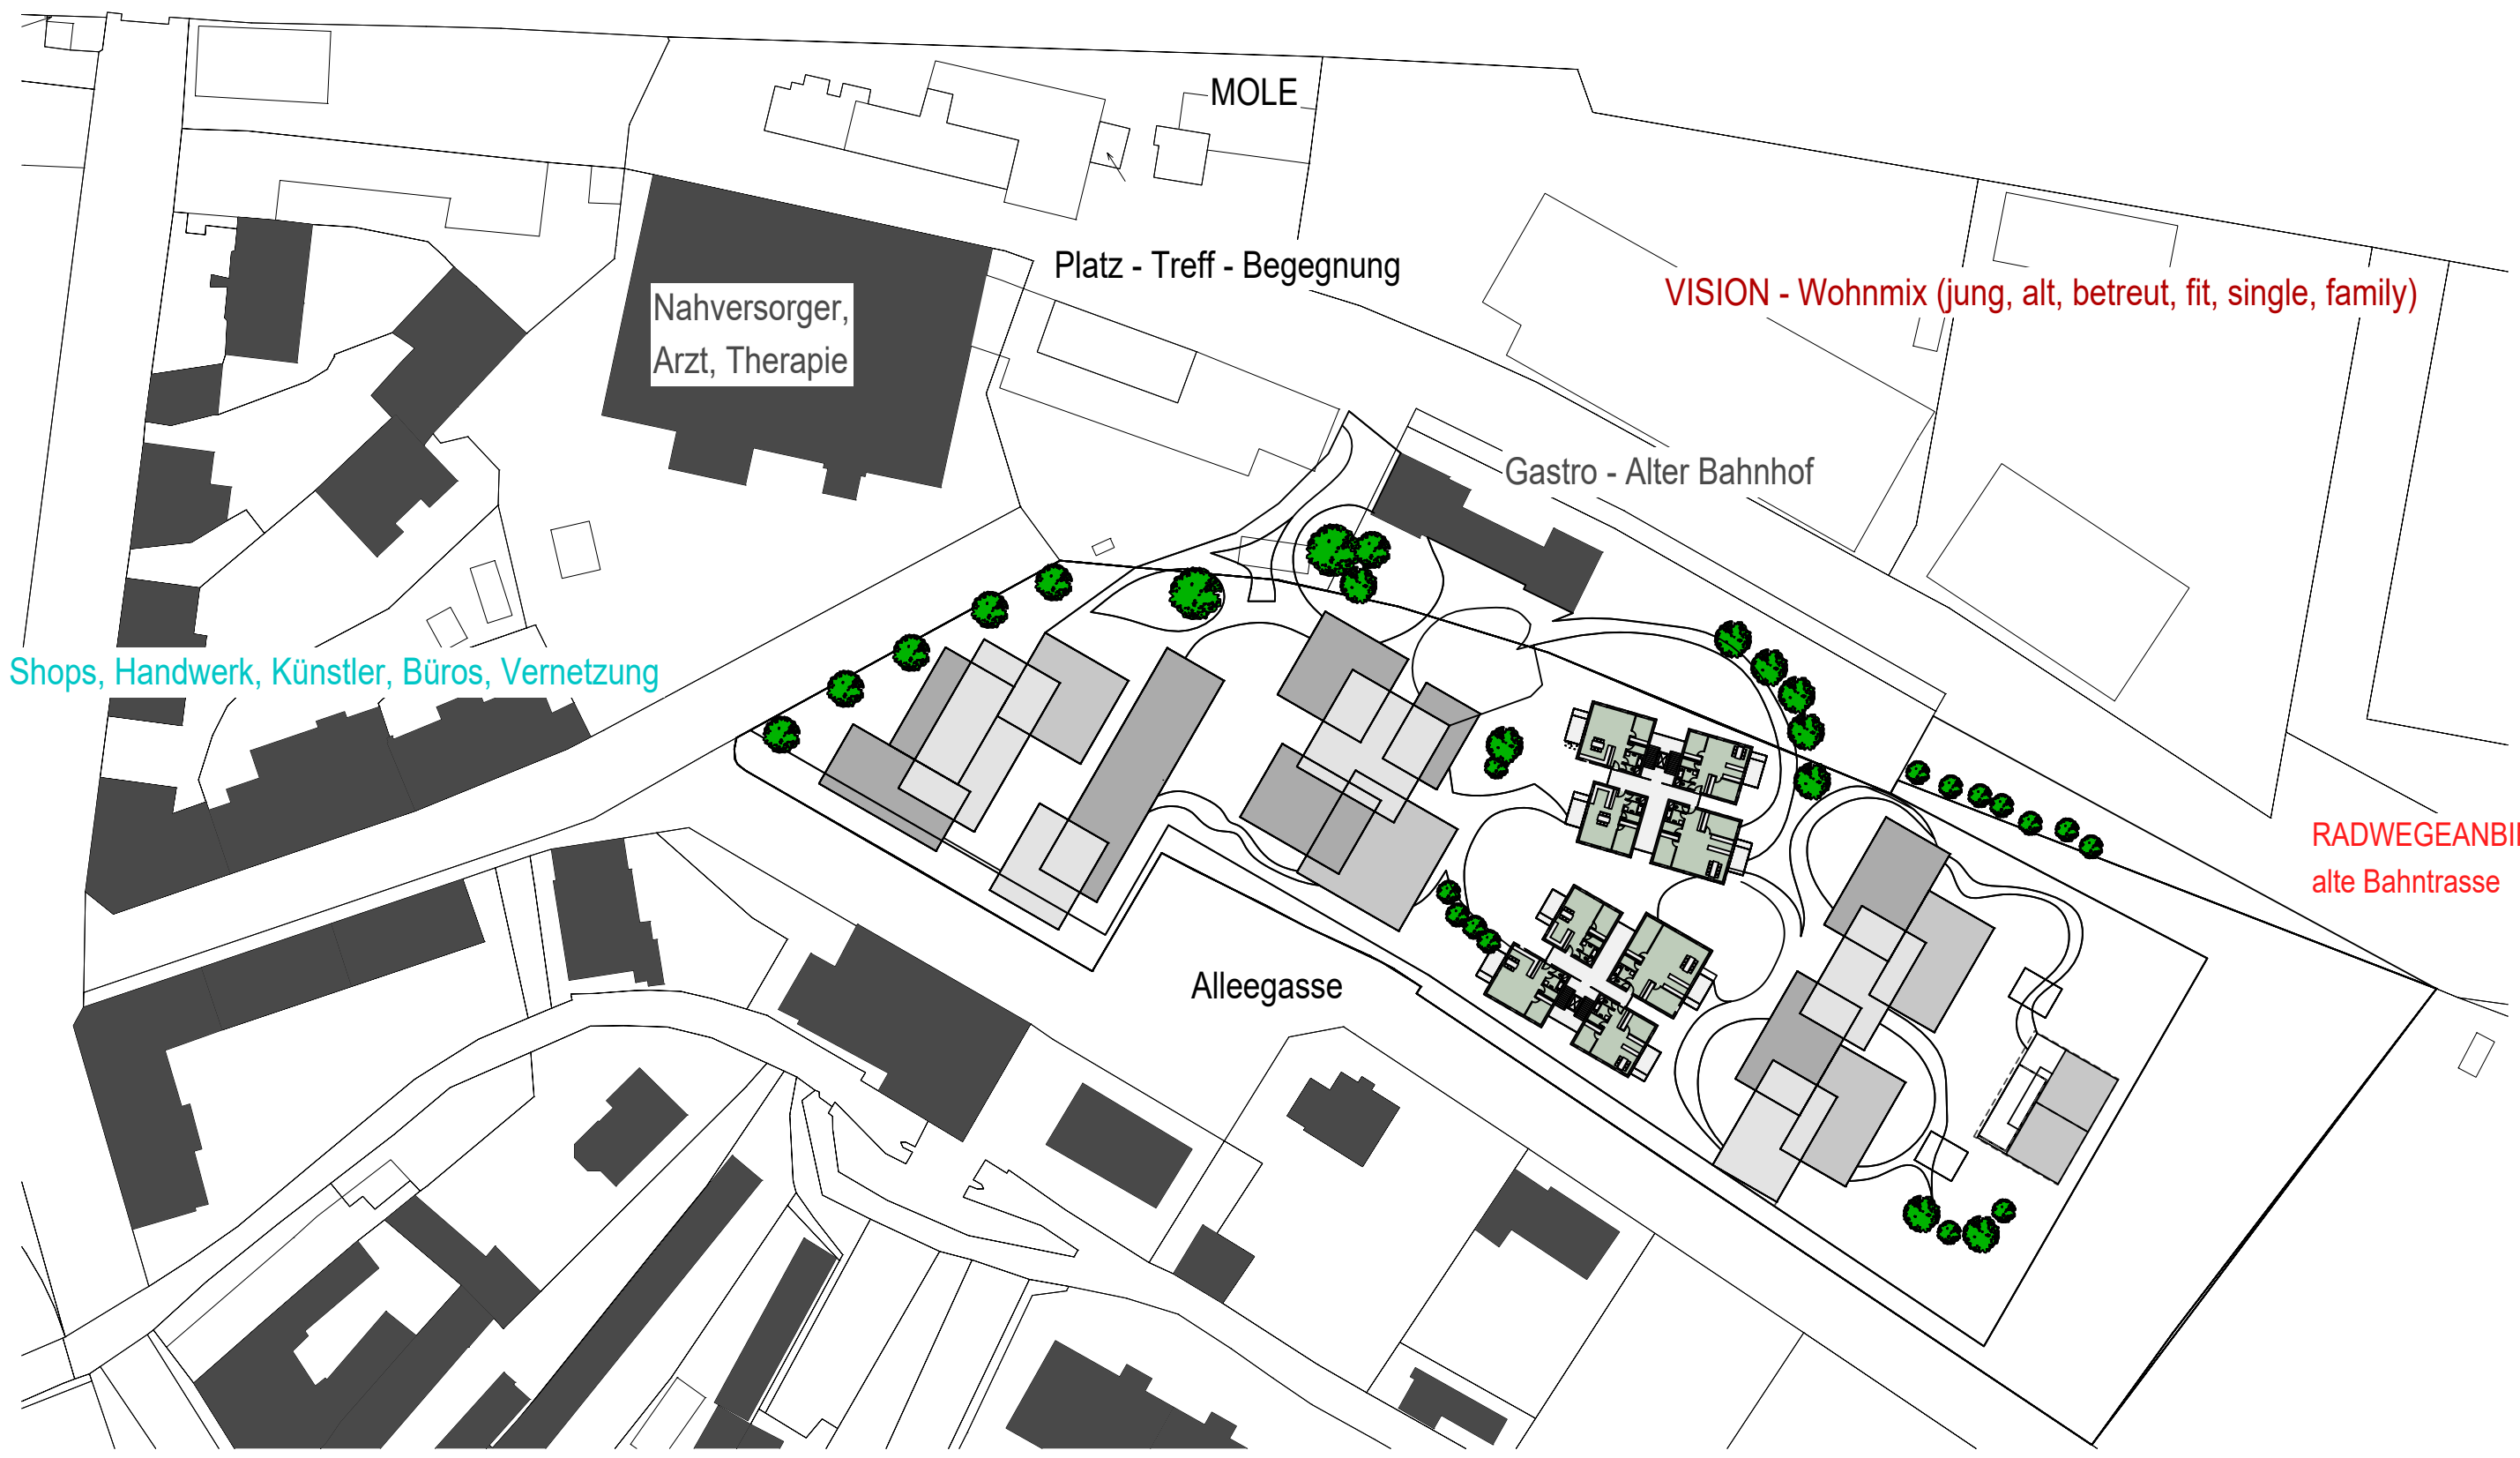 MOLE
Platz - Treff - Begegnung
VISION - Wohnmix (jung, alt, betreut, fit, single, family)
Nahversorger,
Arzt, Therapie
Gastro - Alter Bahnhof
Shops, Handwerk, Künstler, Büros, Vernetzung
RADWEGEANBI
alte Bahntrasse
Alleegasse